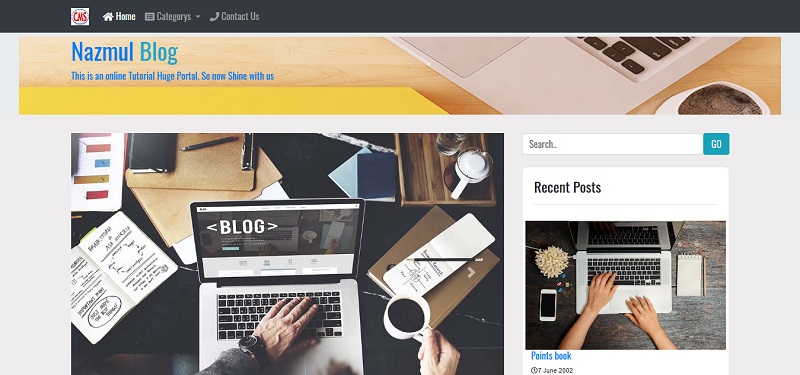 CMS
Home
Categorys
Contact Us
Nazmul Blog
This is an online Tutorial Huge Portal, So now Shine with us
Search..
GO
<BLOG>
Recent Posts
Points book
7 June 2002